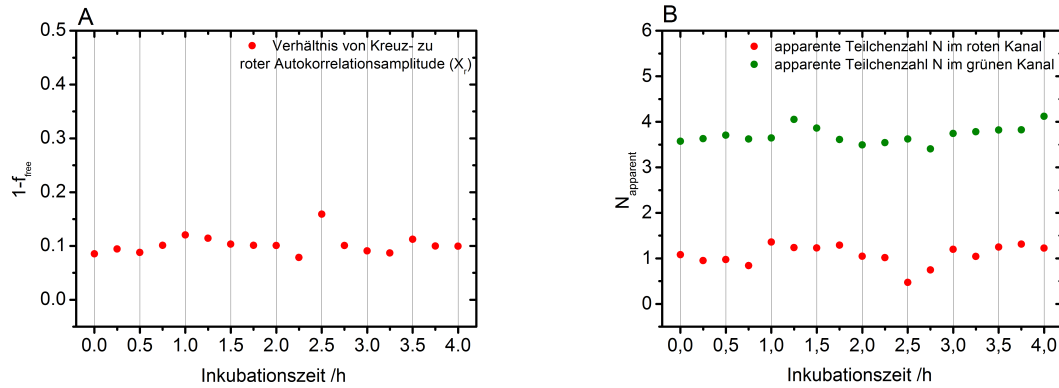 A
Verhältnis von Kreuz- zu
roter Autokorrelationsamplitude (Xr)
0.5
0.4
0.3
0.2
0.1
0.0
1-ffree
0.0 0.5 1.0 1.5 2.0 2.5 3.0 3.5 4.0
Inkubationszeit /h
B
apparente Teilchenzahl N im roten Kanal
apparente Teilchenzahl N im grünen Kanal
6
5
4
3
2
1
0
Napparent
0,0 0,5 1,0 1,5 2,0 2,5 3,0 3,5 4,0
Inkubationszeit /h